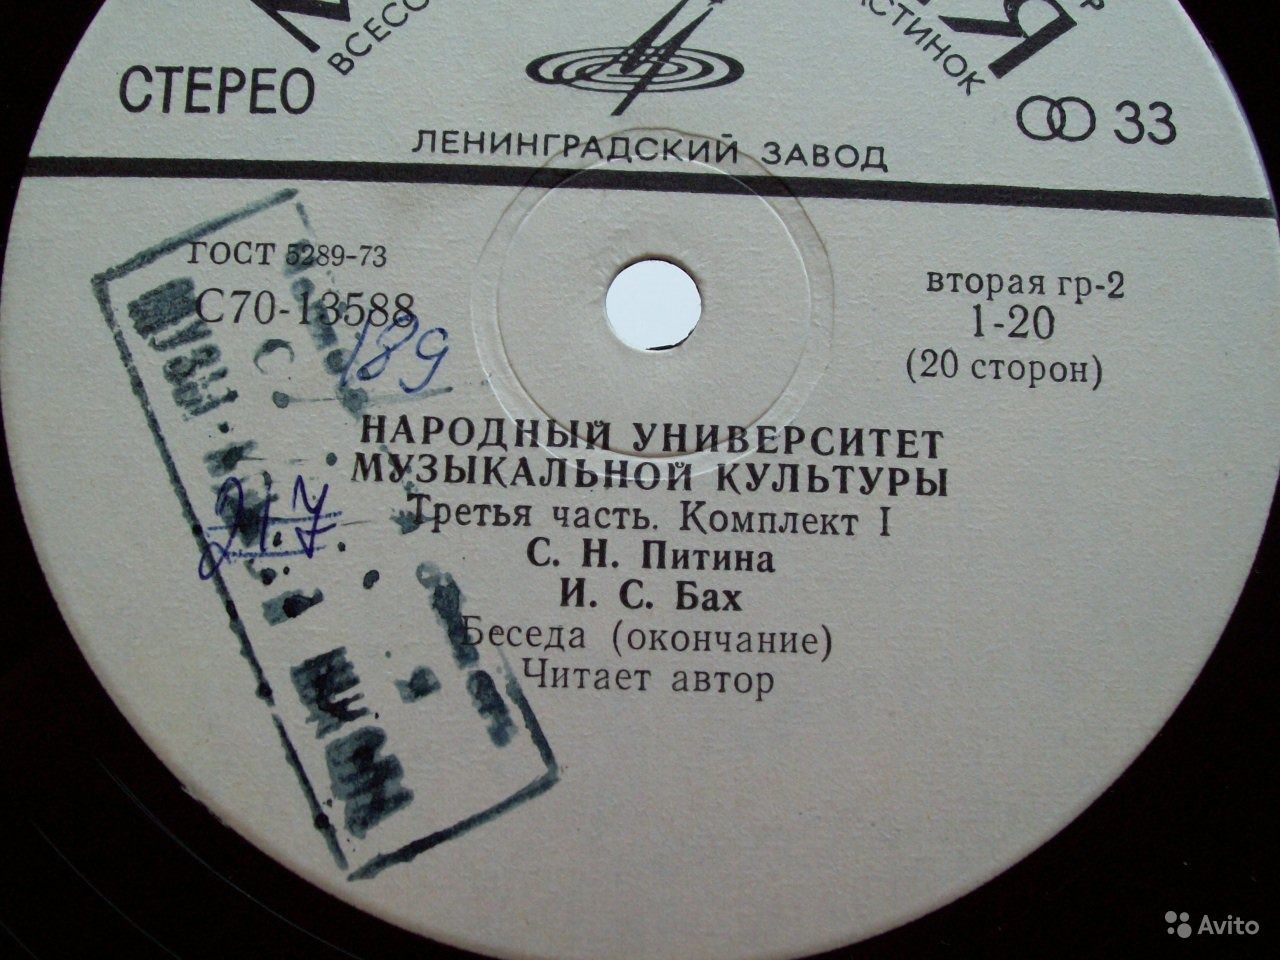 СТЕРЕО
33
ЛЕНИНГРАДСКИЙ ЗАВОД
ГОСТ 5289-73
С70-13588
189
вторая гр-2
1-20
(20 сторон)
НАРОДНЫЙ УНИВЕРСИТЕТ
МУЗЫКАЛЬНОЙ КУЛЬТУРЫ
Третья часть. Комплект I
С. Н. Питина
И. С. Бах
Беседа (окончание)
Читает автор
Avito